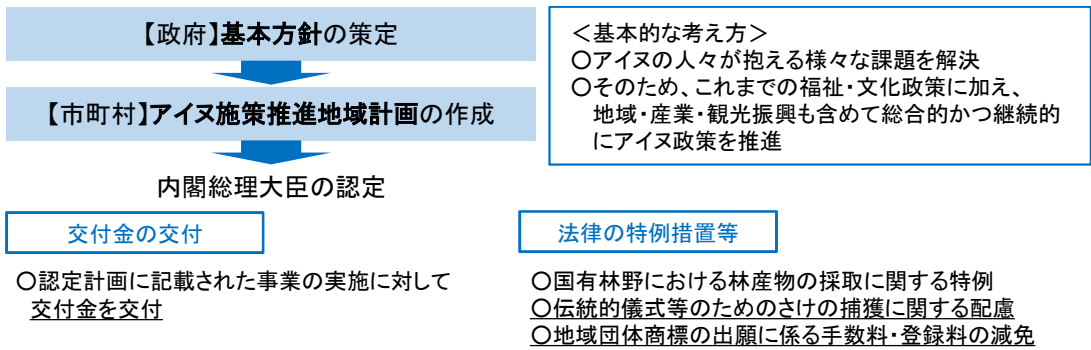 【政府】基本方針の策定
【市町村】アイヌ施策推進地域計画の作成
内閣総理大臣の認定
＜基本的な考え方＞
○アイヌの人々が抱える様々な課題を解決
○そのため、これまでの福祉・文化政策に加え、
地域・産業・観光振興も含めて総合的かつ継続的
にアイヌ政策を推進
交付金の交付
○認定計画に記載された事業の実施に対して
交付金を交付
法律の特例措置等
○国有林野における林産物の採取に関する特例
○伝統的儀式等のためのさけの捕獲に関する配慮
○地域団体商標の出願に係る手数料・登録料の減免